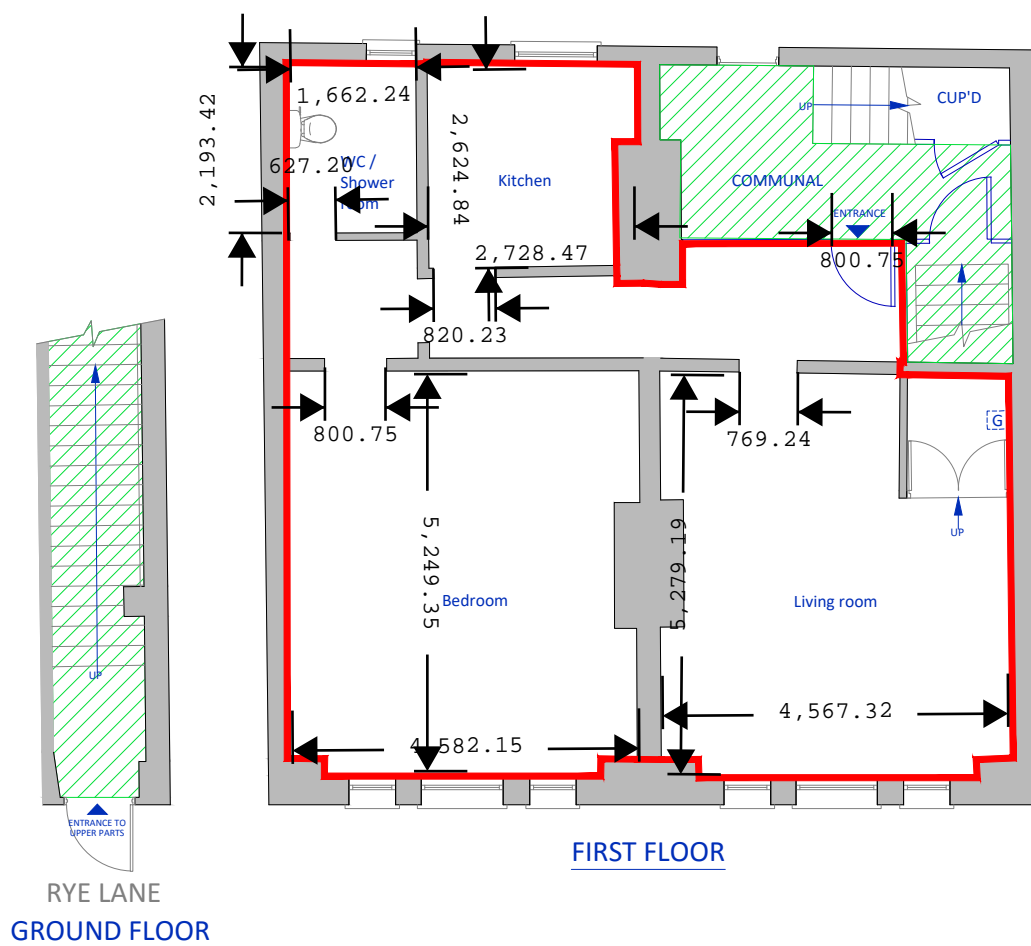 1,662.24
2,193.42
627.20
WC /
Shower
room
2,624.84
Kitchen
2,728.47
820.23
UP
CUP'D
COMMUNAL
ENTRANCE
800.75
800.75
769.24
G
UP
5,249.35
Bedroom
5,279.19
Living room
4,582.15
4,567.32
FIRST FLOOR
UP
ENTRANCE TO
UPPER PARTS
RYE LANE
GROUND FLOOR